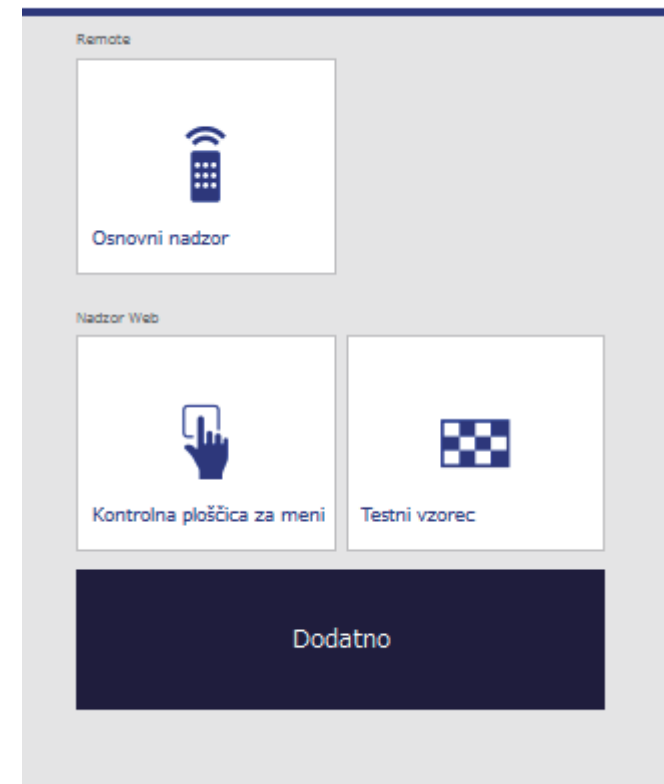 Remote
Osnovni nadzor
Nadzor Web
Kontrolna ploščica za meni
Testni vzorec
Dodatno